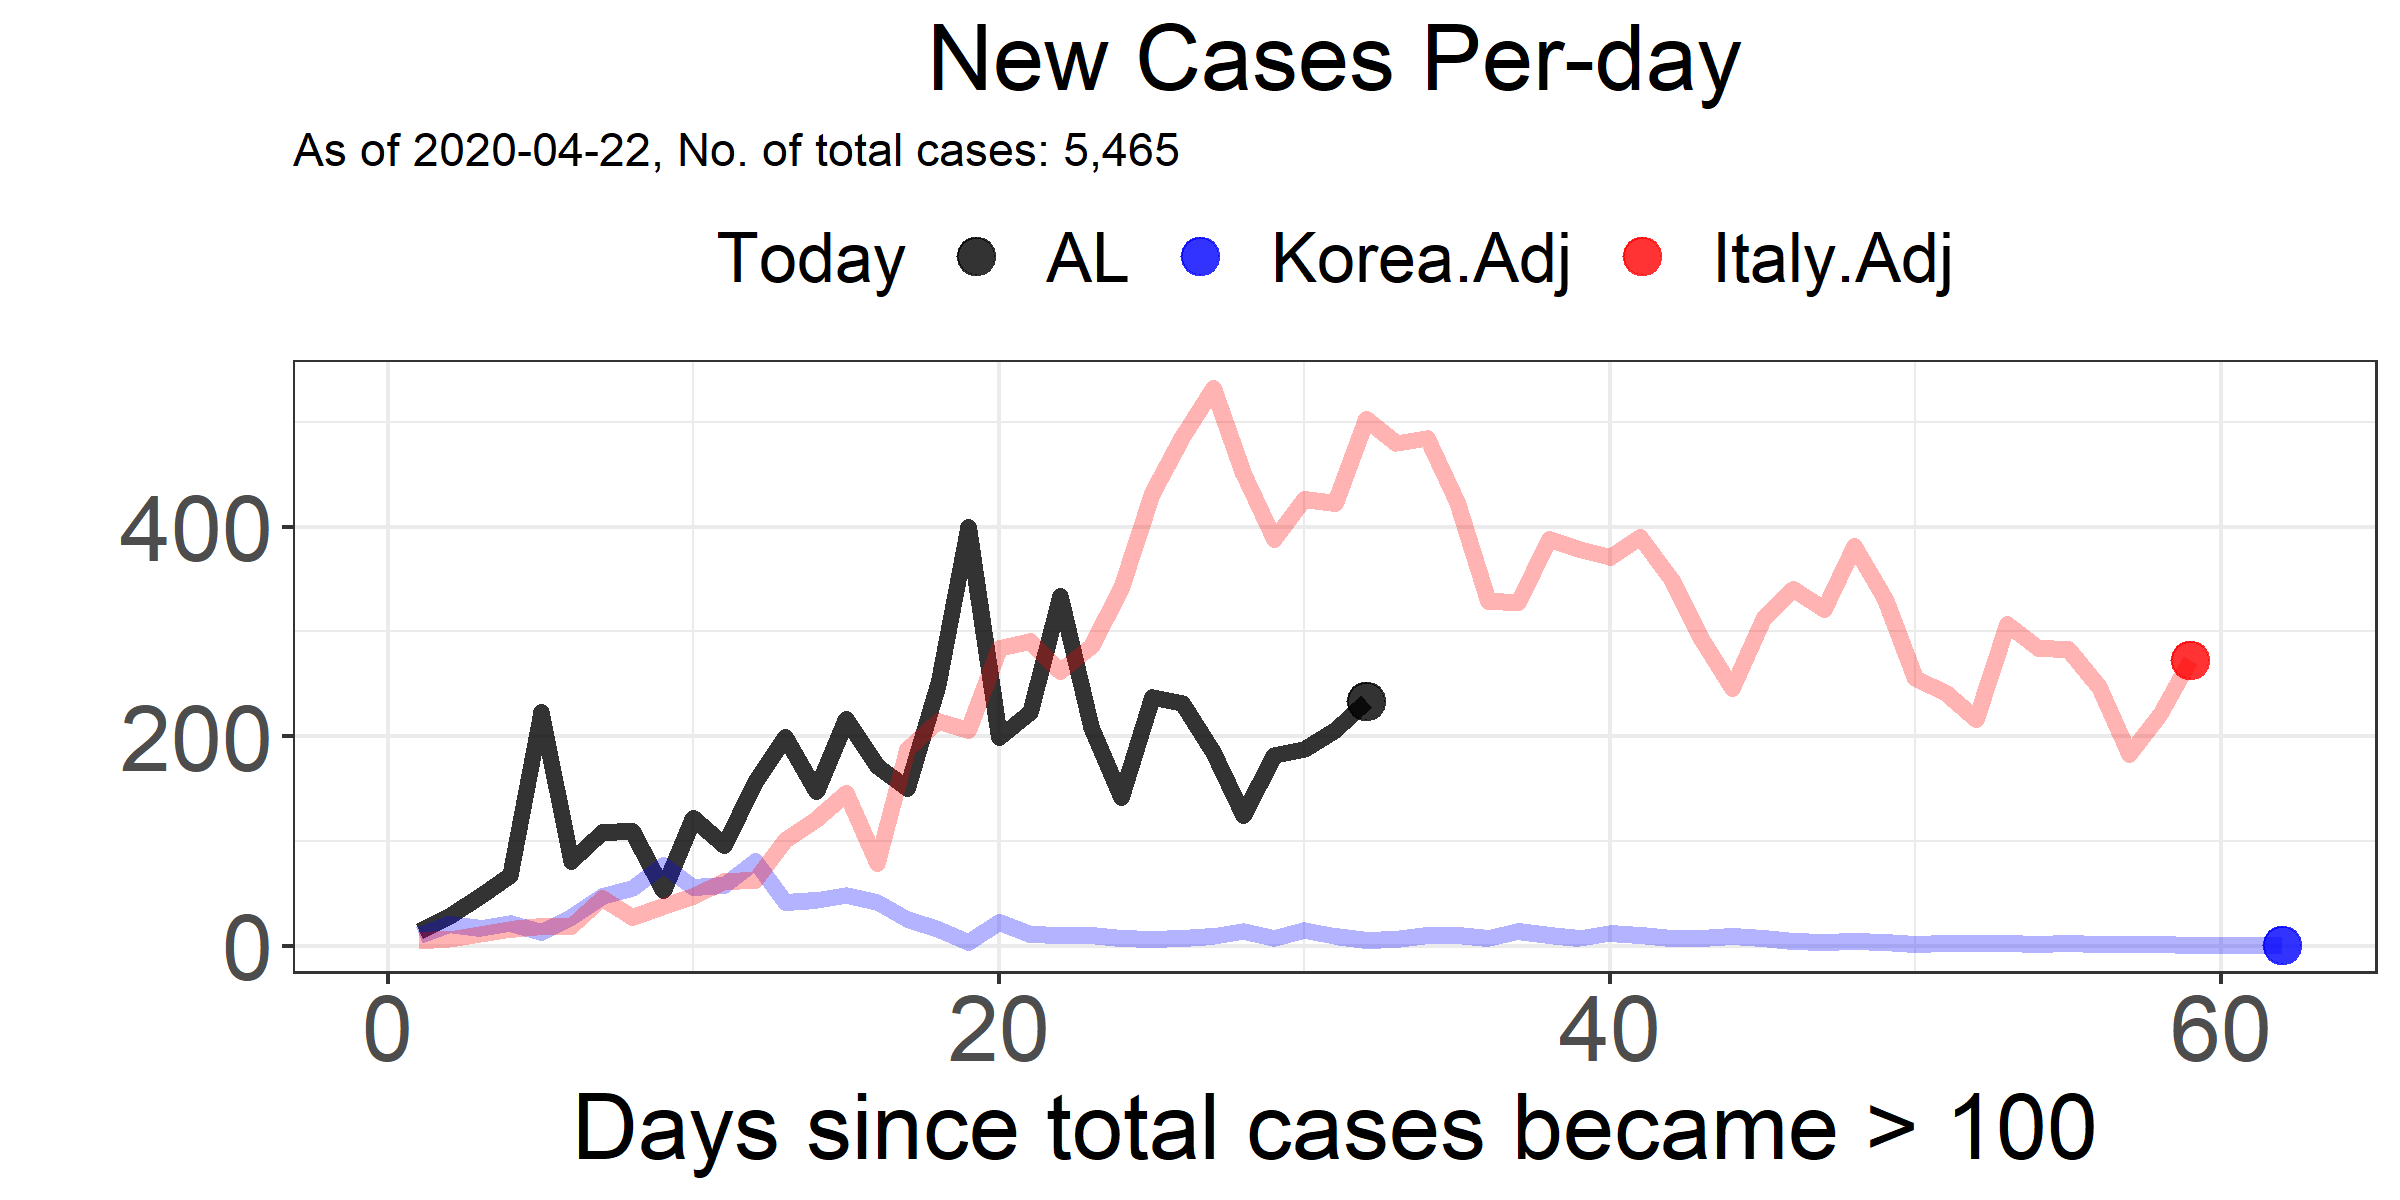 New Cases Per-day
As of 2020-04-22, No. of total cases: 5,465
Today AL Korea.Adj Italy.Adj
400
200
0
0 20 40 60
Days since total cases became > 100